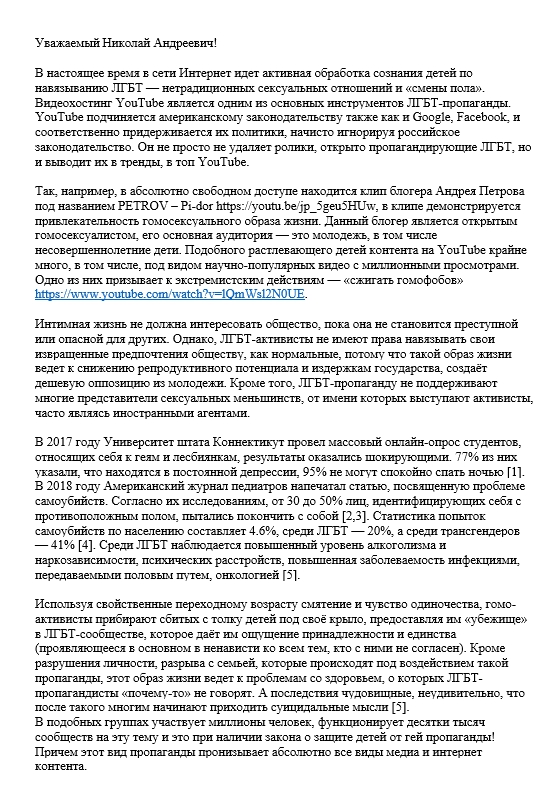 Уважаемый Николай Андреевич!
В настоящее время в сети Интернет идет активная обработка сознания детей по
навязыванию ЛГБТ — нетрадиционных сексуальных отношений и «смены пола».
Видеохостинг YouTube является одним из основных инструментов ЛГБТ-пропаганды.
YouTube подчиняется американскому законодательству также как и Google, Facebook, и
соответственно придерживается их политики, начисто игнорируя российское
законодательство. Он не просто не удаляет ролики, открыто пропагандирующие ЛГБТ, но
и выводит их в тренды, в топ YouTube.
Так, например, в абсолютно свободном доступе находится клип блогера Андрея Петрова
под названием PETROV – Pi-dor https://youtu.be/jp_5geu5HUw, в клипе демонстрируется
привлекательность гомосексуального образа жизни. Данный блогер является открытым
гомосексуалистом, его основная аудитория — это молодежь, в том числе
несовершеннолетние дети. Подобного растлевающего детей контента на YouTube крайне
много, в том числе, под видом научно-популярных видео с миллионными просмотрами.
Одно из них призывает к экстремистским действиям — «сжигать гомофобов»
https://www.youtube.com/watch?v=lQmWsl2N0UE.
Интимная жизнь не должна интересовать общество, пока она не становится преступной
или опасной для других. Однако, ЛГБТ-активисты не имеют права навязывать свои
извращенные предпочтения обществу, как нормальные, потому что такой образ жизни
ведет к снижению репродуктивного потенциала и издержкам государства, создаёт
дешевую оппозицию из молодежи. Кроме того, ЛГБТ-пропаганду не поддерживают
многие представители сексуальных меньшинств, от имени которых выступают активисты,
часто являясь иностранными агентами.
В 2017 году Университет штата Коннектикут провел массовый онлайн-опрос студентов,
относящих себя к геям и лесбиянкам, результаты оказались шокирующими. 77% из них
указали, что находятся в постоянной депрессии, 95% не могут спокойно спать ночью [1].
В 2018 году Американский журнал педиатров напечатал статью, посвященную проблеме
самоубийств. Согласно их исследованиям, от 30 до 50% лиц, идентифицирующих себя с
противоположным полом, пытались покончить с собой [2,3]. Статистика попыток
самоубийств по населению составляет 4.6%, среди ЛГБТ — 20%, а среди трансгендеров
— 41% [4]. Среди ЛГБТ наблюдается повышенный уровень алкоголизма и
наркозависимости, психических расстройств, повышенная заболеваемость инфекциями,
передаваемыми половым путем, онкологией [5].
Используя свойственные переходному возрасту смятение и чувство одиночества, гомо-
активисты прибирают сбитых с толку детей под своё крыло, предоставляя им «убежище»
в ЛГБТ-сообществе, которое даёт им ощущение принадлежности и единства
(проявляющееся в основном в ненависти ко всем тем, кто с ними не согласен). Кроме
разрушения личности, разрыва с семьей, которые происходят под воздействием такой
пропаганды, этот образ жизни ведет к проблемам со здоровьем, о которых ЛГБТ-
пропагандисты «почему-то» не говорят. А последствия чудовищные, неудивительно, что
после такого многим начинают приходить суицидальные мысли [5].
В подобных группах участвует миллионы человек, функционирует десятки тысяч
сообществ на эту тему и это при наличии закона о защите детей от гей пропаганды!
Причем этот вид пропаганды пронизывает абсолютно все виды медиа и интернет
контента.